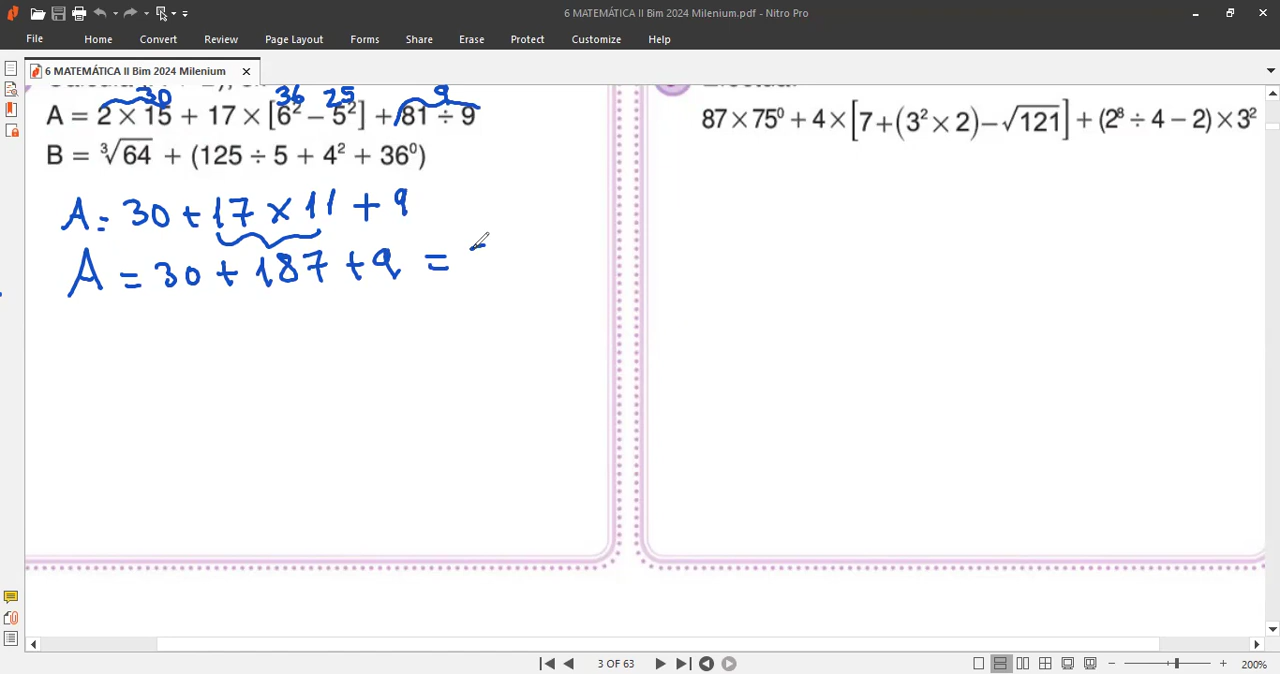 6 MATEMÁTICA II Bim 2024 Milenium.pdf - Nitro Pro
File Home Convert Review Page Layout Forms Share Erase Protect Customize Help
6 MATEMÁTICA II Bim 2024 Milenium
30 36 25 9
A = 2 × 15 + 17 × [6² − 5²] + 81 ÷ 9
B = ∛64 + (125 ÷ 5 + 4² + 36⁰)
A = 30 + 17 × 11 + 9
A = 30 + 187 + 9 =
87 × 75⁰ + 4 × [7 + (3² × 2) − √121] + (2⁸ ÷ 4 − 2) × 3²
3 OF 63
200%